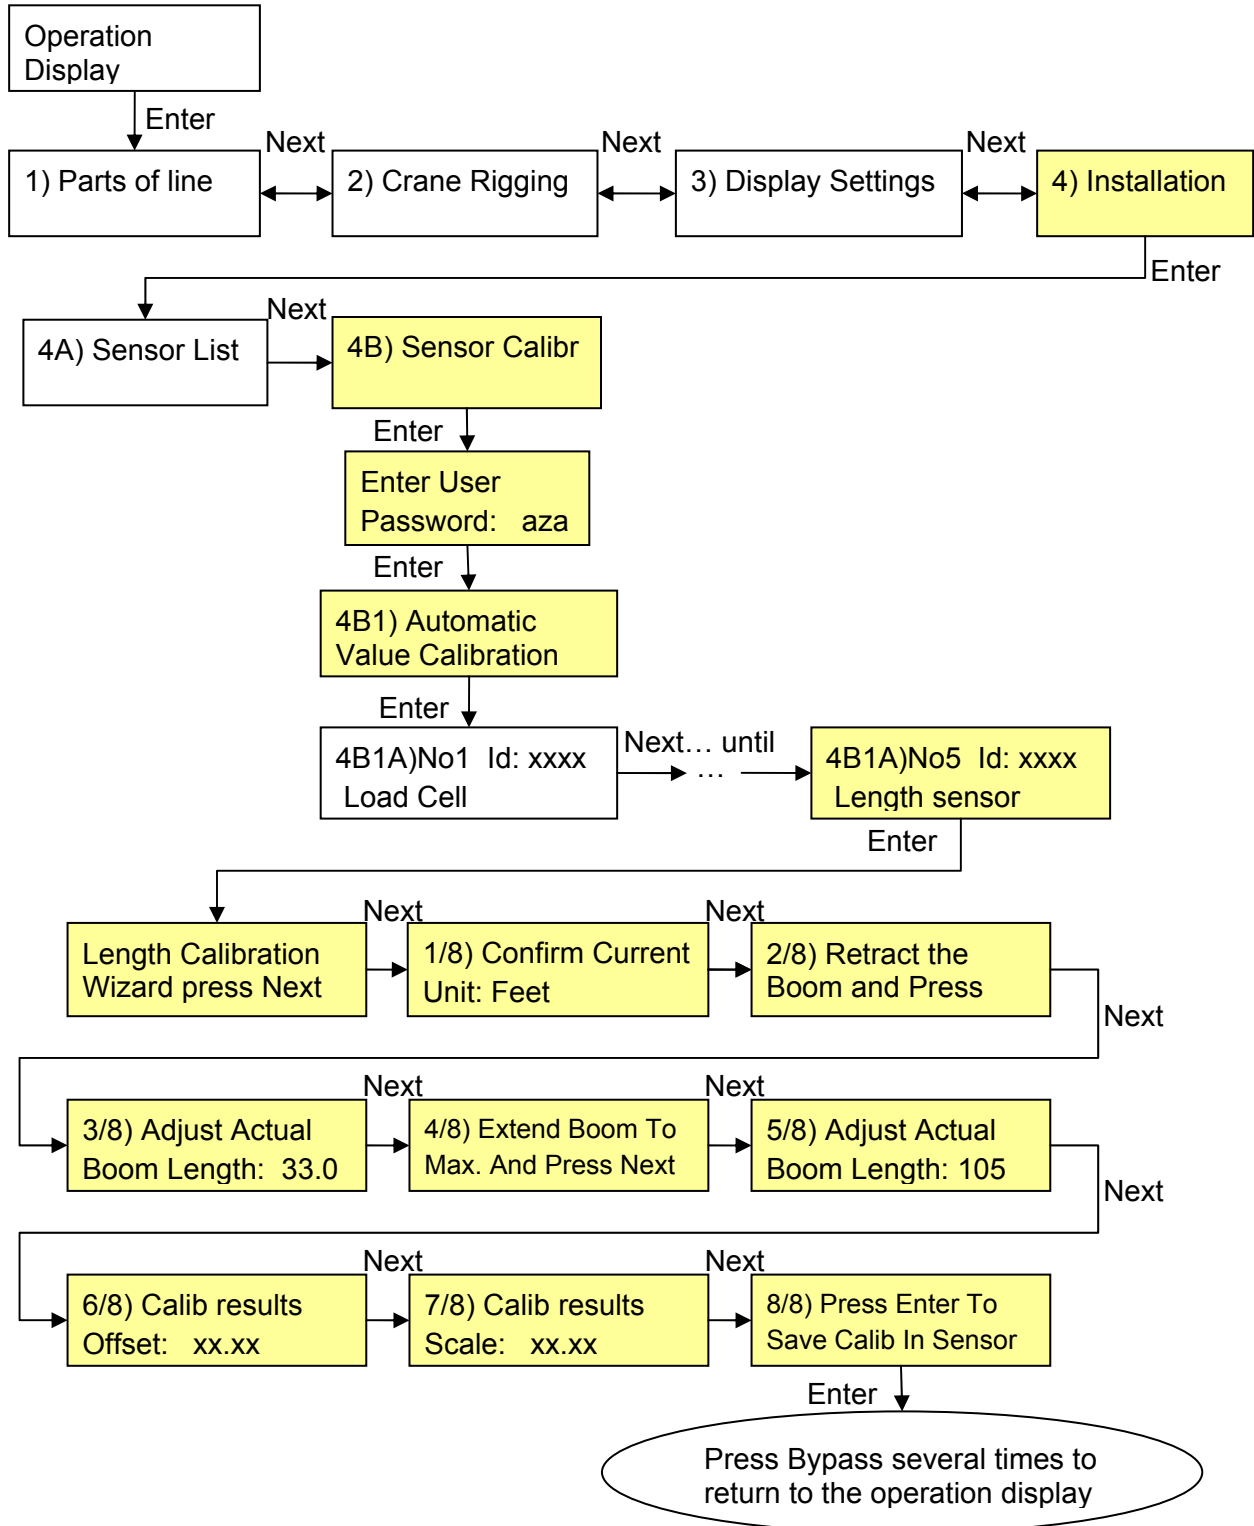 Operation
Display
Enter
Next
Next
Next
1) Parts of line
2) Crane Rigging
3) Display Settings
4) Installation
Enter
Next
4A) Sensor List
4B) Sensor Calibr
Enter
Enter User
Password: aza
Enter
4B1) Automatic
Value Calibration
Enter
4B1A)No1 Id: xxxx
Load Cell
Next... until
...
4B1A)No5 Id: xxxx
Length sensor
Enter
Next
Next
Length Calibration
Wizard press Next
1/8) Confirm Current
Unit: Feet
2/8) Retract the
Boom and Press
Next
Next
Next
3/8) Adjust Actual
Boom Length: 33.0
4/8) Extend Boom To
Max. And Press Next
5/8) Adjust Actual
Boom Length: 105
Next
Next
Next
6/8) Calib results
Offset: xx.xx
7/8) Calib results
Scale: xx.xx
8/8) Press Enter To
Save Calib In Sensor
Enter
Press Bypass several times to
return to the operation display